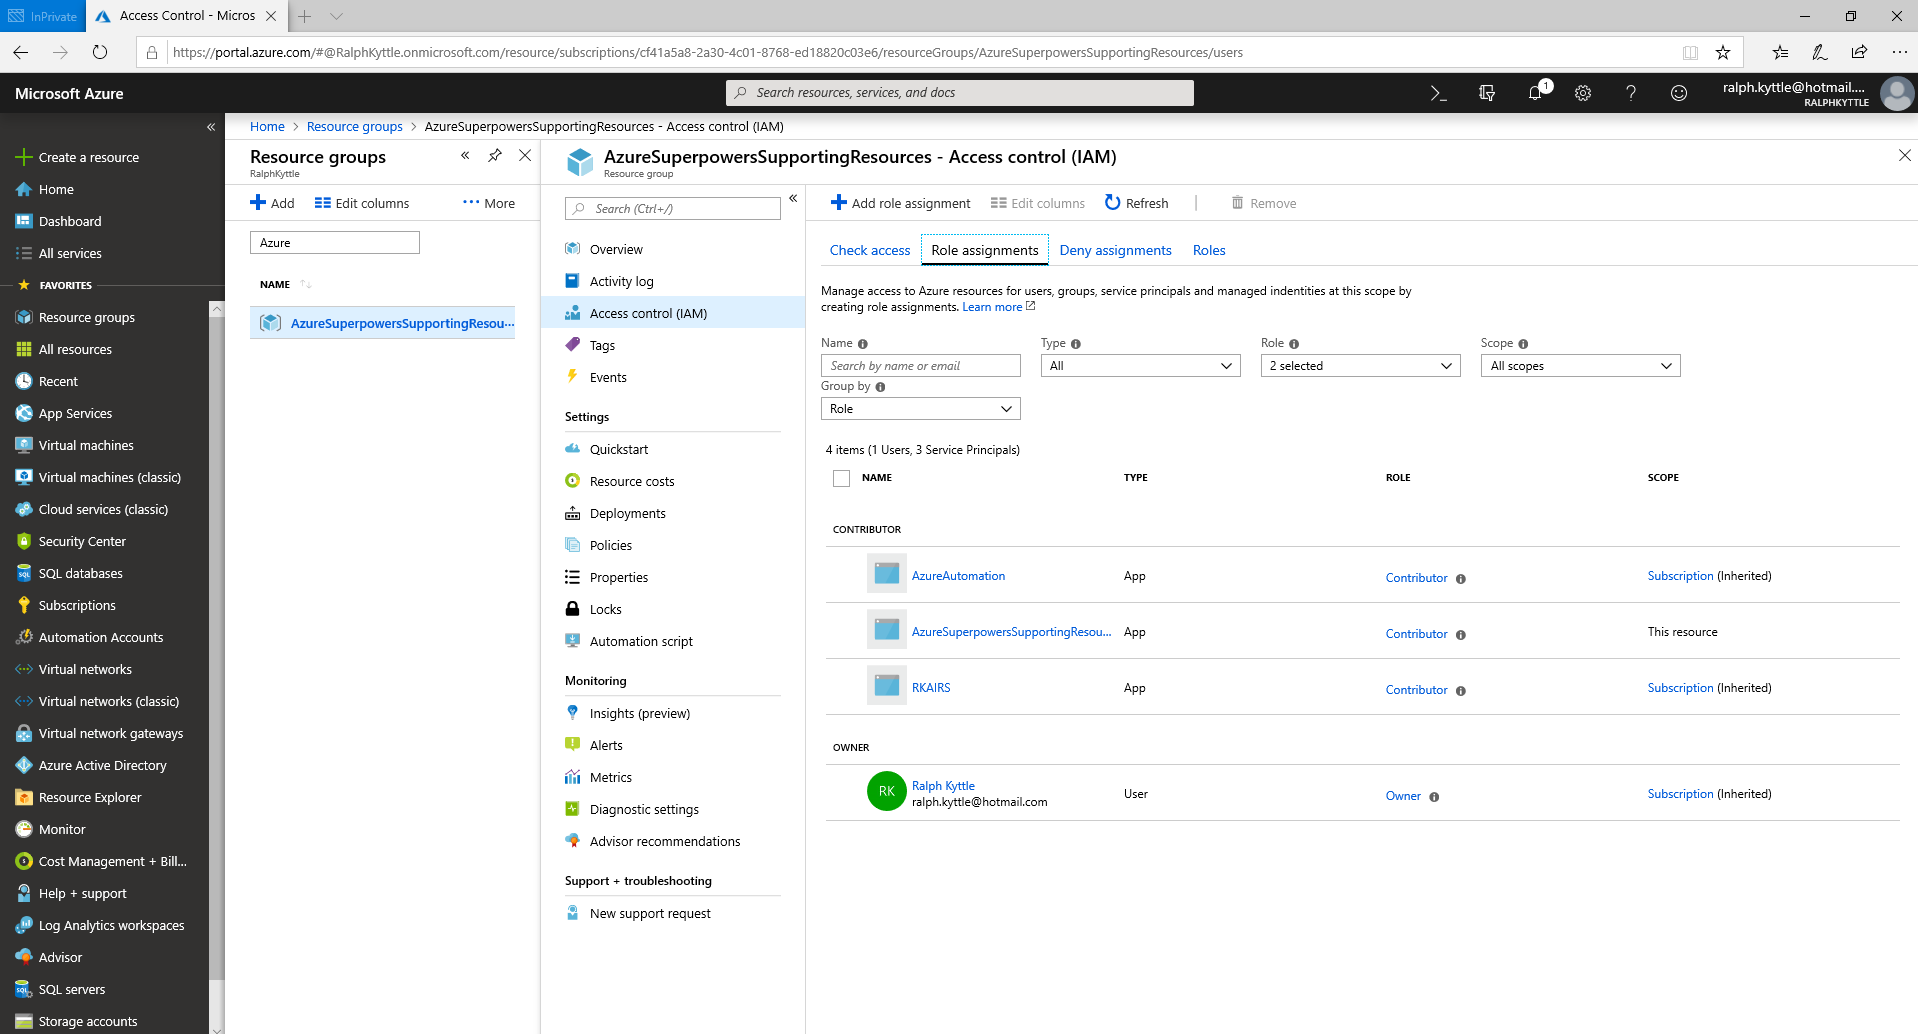 InPrivate
Access Control - Micros
https://portal.azure.com/#@RalphKyttle.onmicrosoft.com/resource/subscriptions/cf41a5a8-2a30-4c01-8768-ed18820c03e6/resourceGroups/AzureSuperpowersSupportingResources/users
Microsoft Azure
Search resources, services, and docs
1
ralph.kyttle@hotmail....
RALPHKYTTLE
Create a resource
Home
Dashboard
All services
FAVORITES
Resource groups
All resources
Recent
App Services
Virtual machines
Virtual machines (classic)
Cloud services (classic)
Security Center
SQL databases
Subscriptions
Automation Accounts
Virtual networks
Virtual networks (classic)
Virtual network gateways
Azure Active Directory
Resource Explorer
Monitor
Cost Management + Bill...
Help + support
Log Analytics workspaces
Advisor
SQL servers
Storage accounts
Home > Resource groups > AzureSuperpowersSupportingResources - Access control (IAM)
Resource groups
RalphKyttle
Add
Edit columns
More
Azure
NAME
AzureSuperpowersSupportingResou...
AzureSuperpowersSupportingResources - Access control (IAM)
Resource group
Search (Ctrl+/)
Overview
Activity log
Access control (IAM)
Tags
Events
Settings
Quickstart
Resource costs
Deployments
Policies
Properties
Locks
Automation script
Monitoring
Insights (preview)
Alerts
Metrics
Diagnostic settings
Advisor recommendations
Support + troubleshooting
New support request
Add role assignment
Edit columns
Refresh
Remove
Check access
Role assignments
Deny assignments
Roles
Manage access to Azure resources for users, groups, service principals and managed indentities at this scope by
creating role assignments. Learn more
Name
Search by name or email
Type
All
Role
2 selected
Scope
All scopes
Group by
Role
4 items (1 Users, 3 Service Principals)
NAME TYPE ROLE SCOPE
CONTRIBUTOR
AzureAutomation App Contributor Subscription (Inherited)
AzureSuperpowersSupportingResou... App Contributor This resource
RKAIRS App Contributor Subscription (Inherited)
OWNER
RK
Ralph Kyttle
ralph.kyttle@hotmail.com
User Owner Subscription (Inherited)